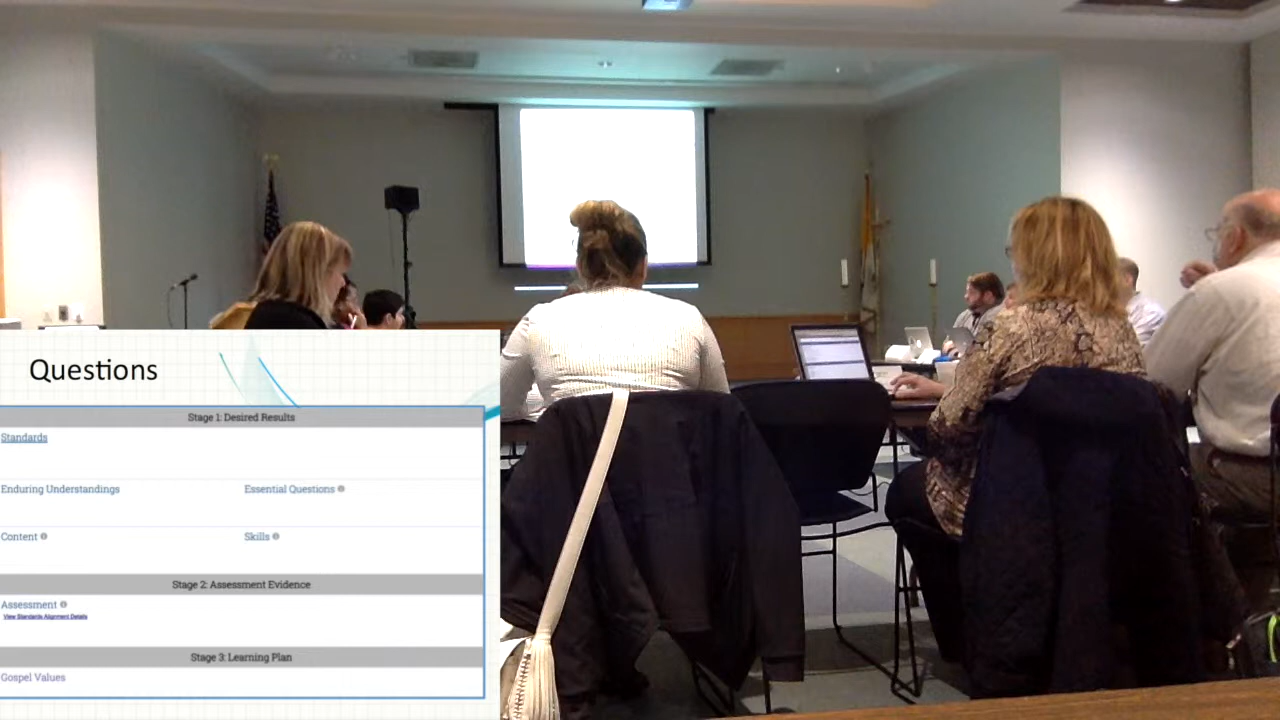 Questions
Stage 1: Desired Results
Standards
Enduring Understandings
Essential Questions
Content
Skills
Stage 2: Assessment Evidence
Assessment
View Standards Alignment Details
Stage 3: Learning Plan
Gospel Values